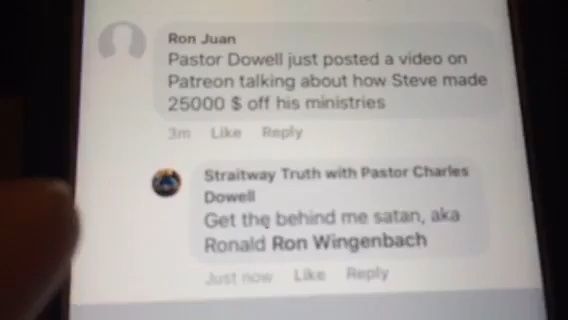 Ron Juan
Pastor Dowell just posted a video on
Patreon talking about how Steve made
25000 $ off his ministries
3m Like Reply
Straitway Truth with Pastor Charles
Dowell
Get the behind me satan, aka
Ronald Ron Wingenbach
Just now Like Reply